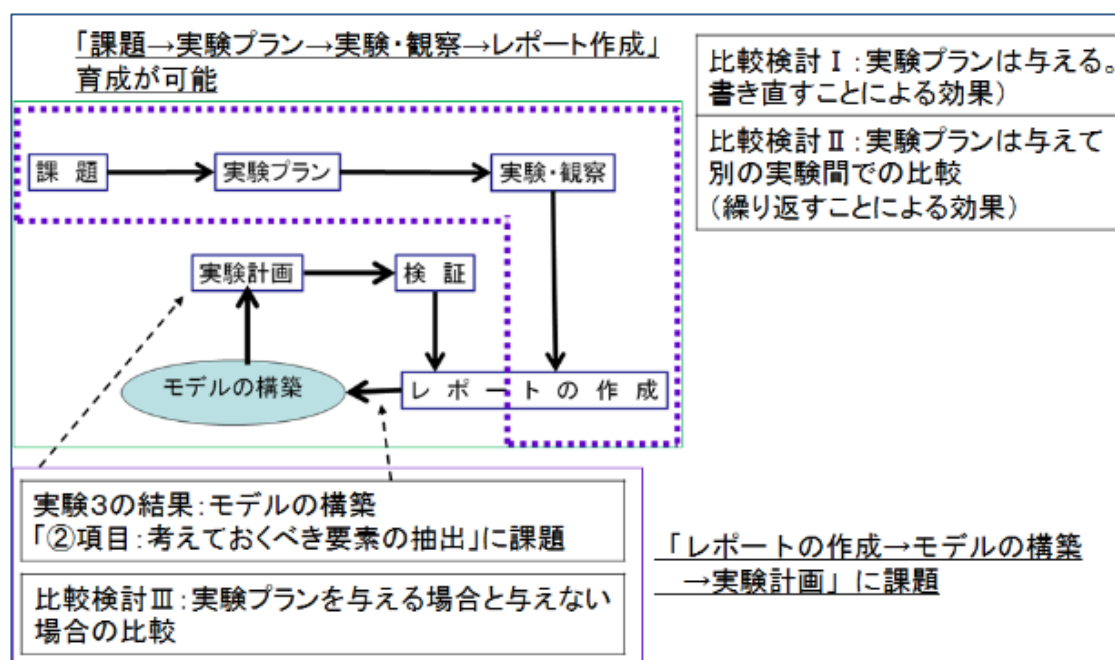 「課題→実験プラン→実験・観察→レポート作成」
育成が可能
比較検討Ⅰ：実験プランは与える。
書き直すことによる効果）
比較検討Ⅱ：実験プランは与えて
別の実験間での比較
（繰り返すことによる効果）
課 題
実験プラン
実験・観察
実験計画
検 証
モデルの構築
レ ポ ー ト の 作 成
実験3の結果：モデルの構築
「②項目：考えておくべき要素の抽出」に課題
比較検討Ⅲ：実験プランを与える場合と与えない
場合の比較
「レポートの作成→モデルの構築
→実験計画」に課題